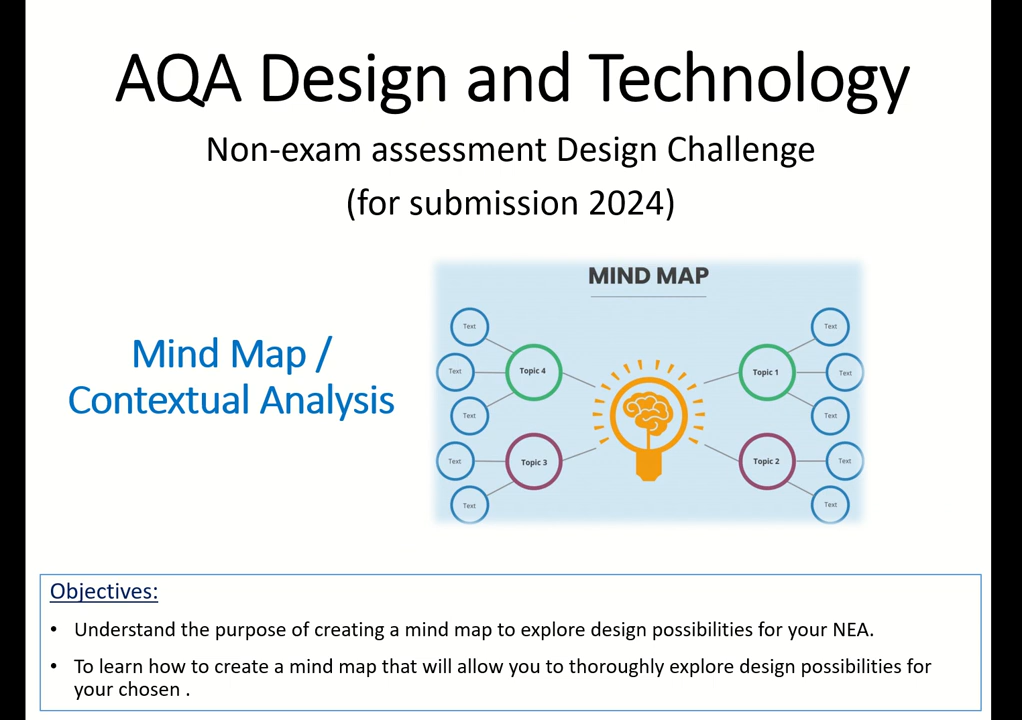 AQA Design and Technology
Non-exam assessment Design Challenge
(for submission 2024)
Mind Map /
Contextual Analysis
MIND MAP
Text
Text
Text
Text
Text
Topic 4
Topic 3
Topic 1
Topic 2
Text
Text
Text
Text
Text
Objectives:
• Understand the purpose of creating a mind map to explore design possibilities for your NEA.
• To learn how to create a mind map that will allow you to thoroughly explore design possibilities for
your chosen .